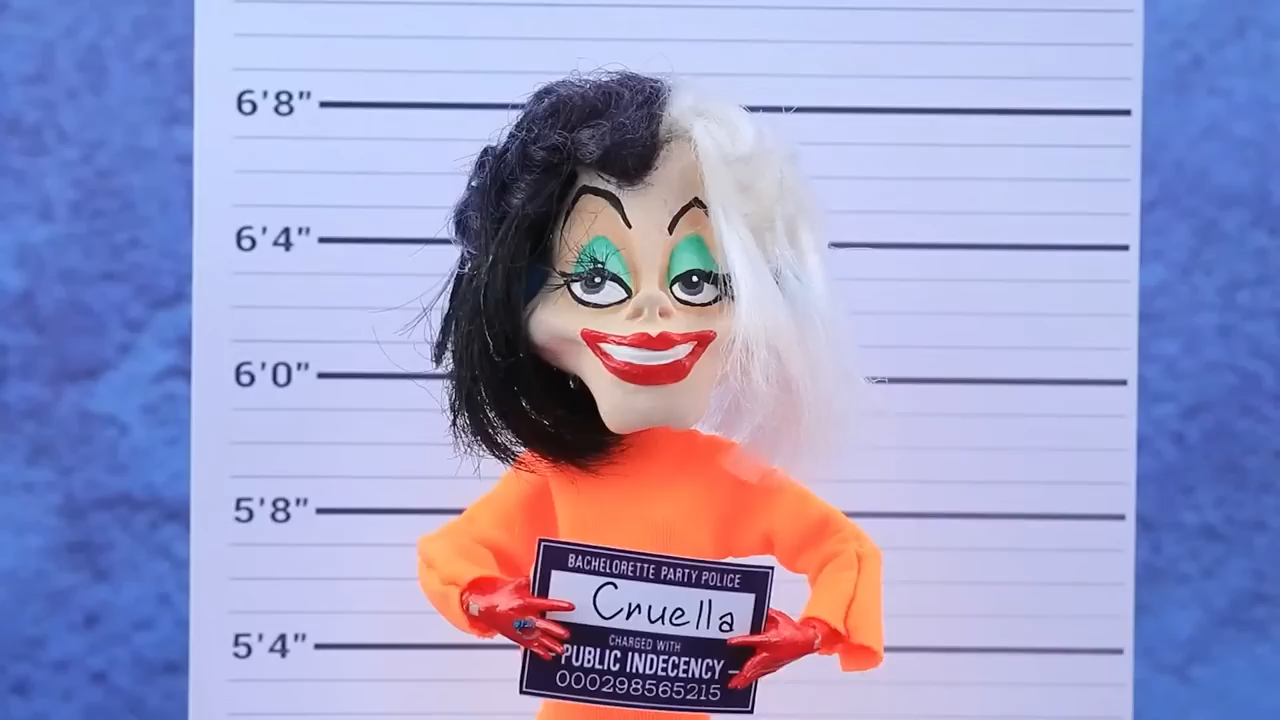 6'8"
6'4"
6'0"
5'8"
5'4"
BACHELORETTE PARTY POLICE
Cruella
CHARGED WITH
PUBLIC INDECENCY
000298565215